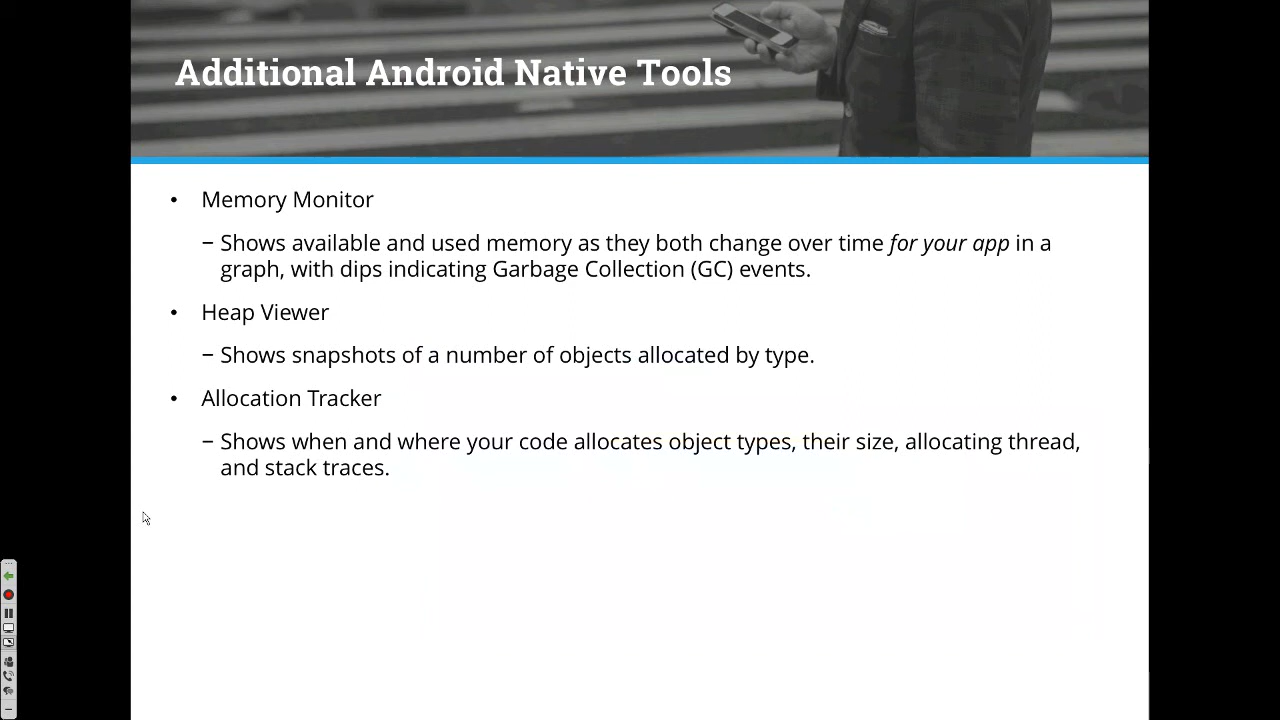 Additional Android Native Tools
• Memory Monitor
– Shows available and used memory as they both change over time for your app in a
graph, with dips indicating Garbage Collection (GC) events.
• Heap Viewer
– Shows snapshots of a number of objects allocated by type.
• Allocation Tracker
– Shows when and where your code allocates object types, their size, allocating thread,
and stack traces.